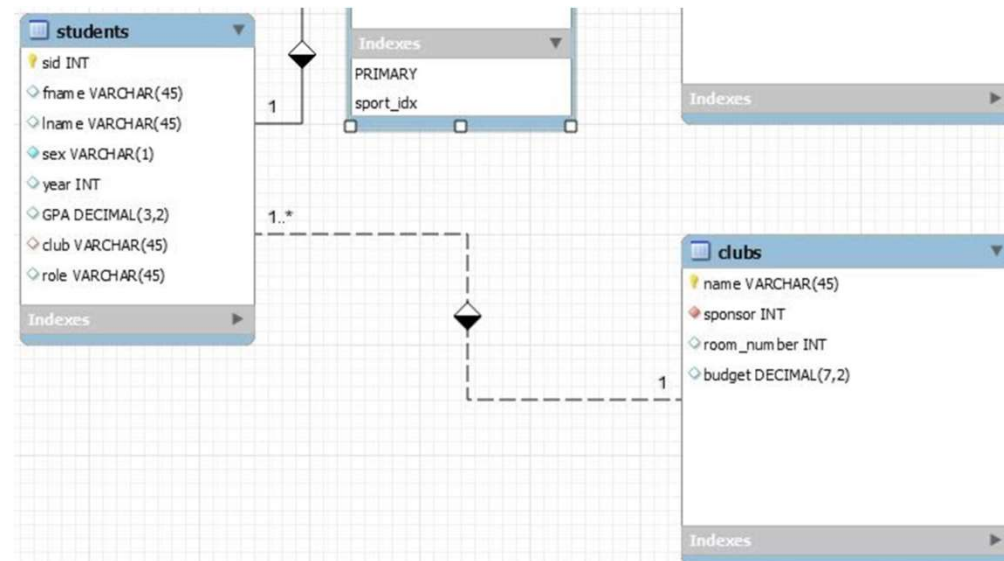 students
sid INT
fname VARCHAR(45)
lname VARCHAR(45)
sex VARCHAR(1)
year INT
GPA DECIMAL(3,2)
club VARCHAR(45)
role VARCHAR(45)
Indexes
1
1..*
Indexes
PRIMARY
sport_idx
Indexes
1
clubs
name VARCHAR(45)
sponsor INT
room_number INT
budget DECIMAL(7,2)
Indexes